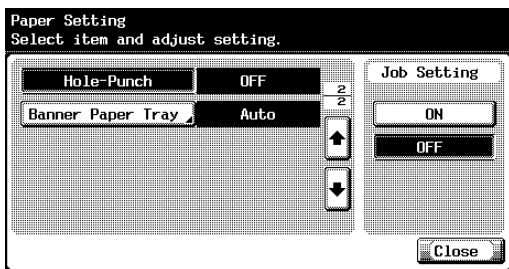 Paper Setting
Select item and adjust setting.
Job Setting
Hole-Punch OFF
2
2
Banner Paper Tray Auto
ON
OFF
Close